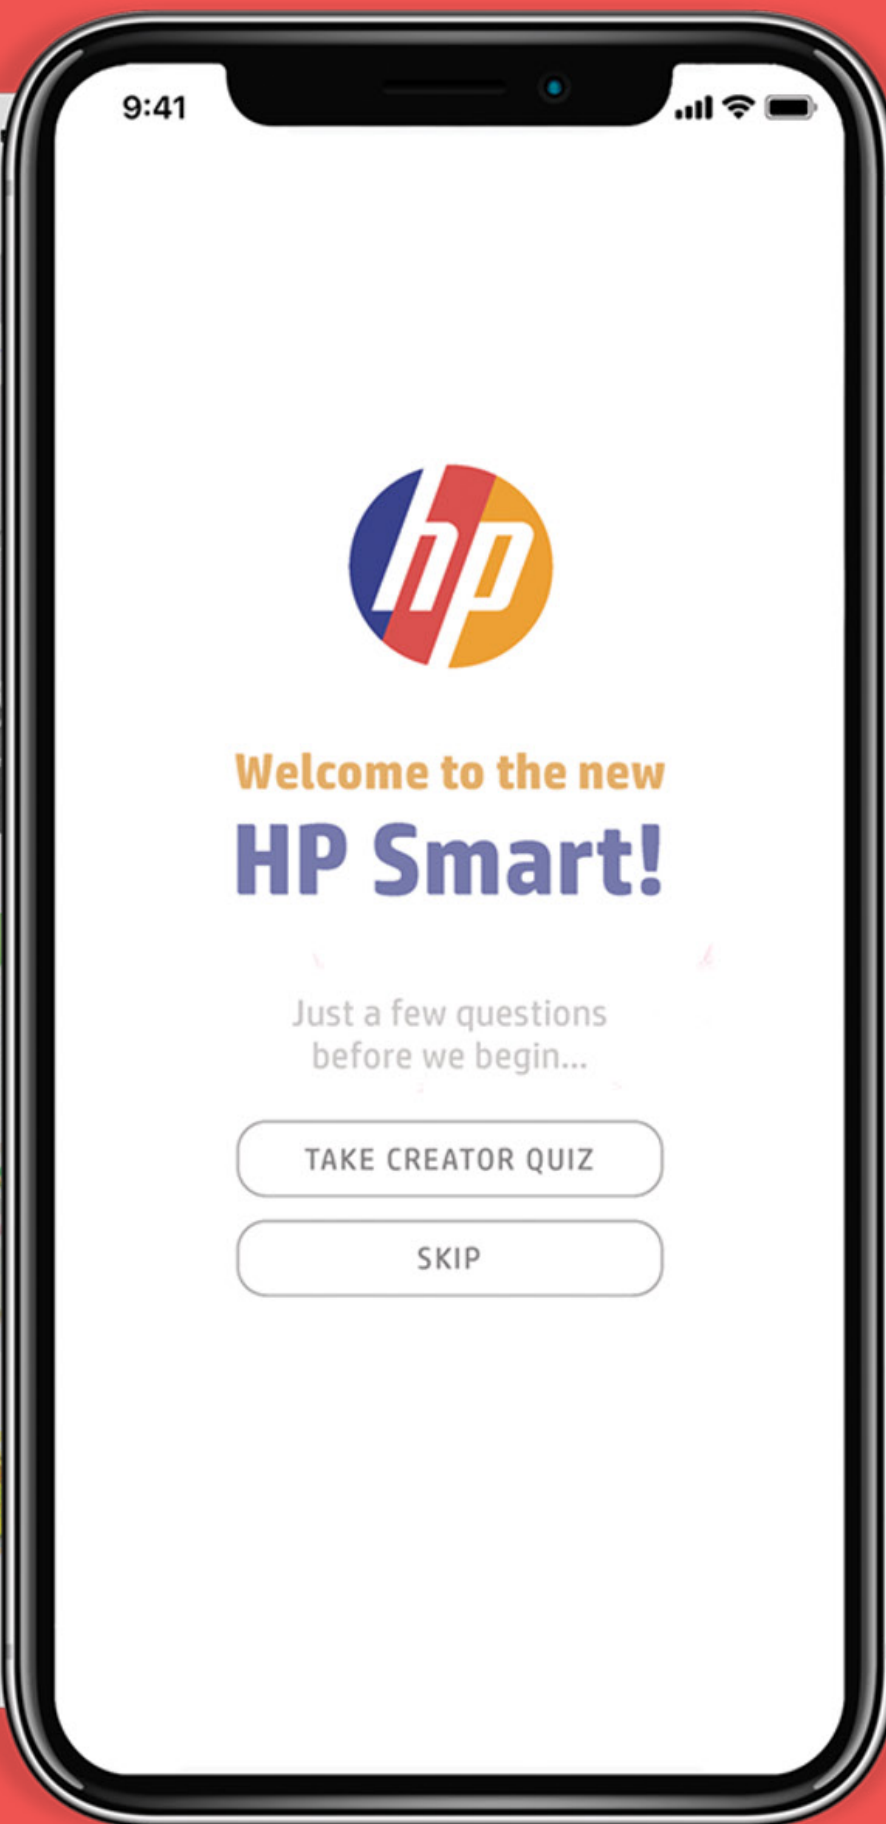 9:41
hp
Welcome to the new
HP Smart!
Just a few questions
before we begin...
TAKE CREATOR QUIZ
SKIP